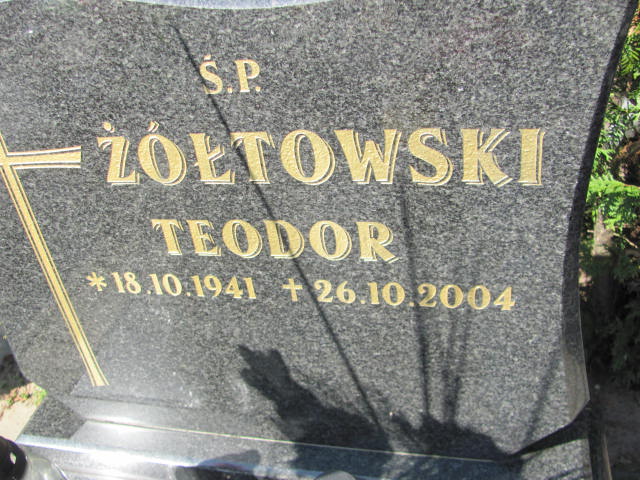 Ś.P.
ŻÓŁTOWSKI
TEODOR
*18.10.1941 †26.10.2004